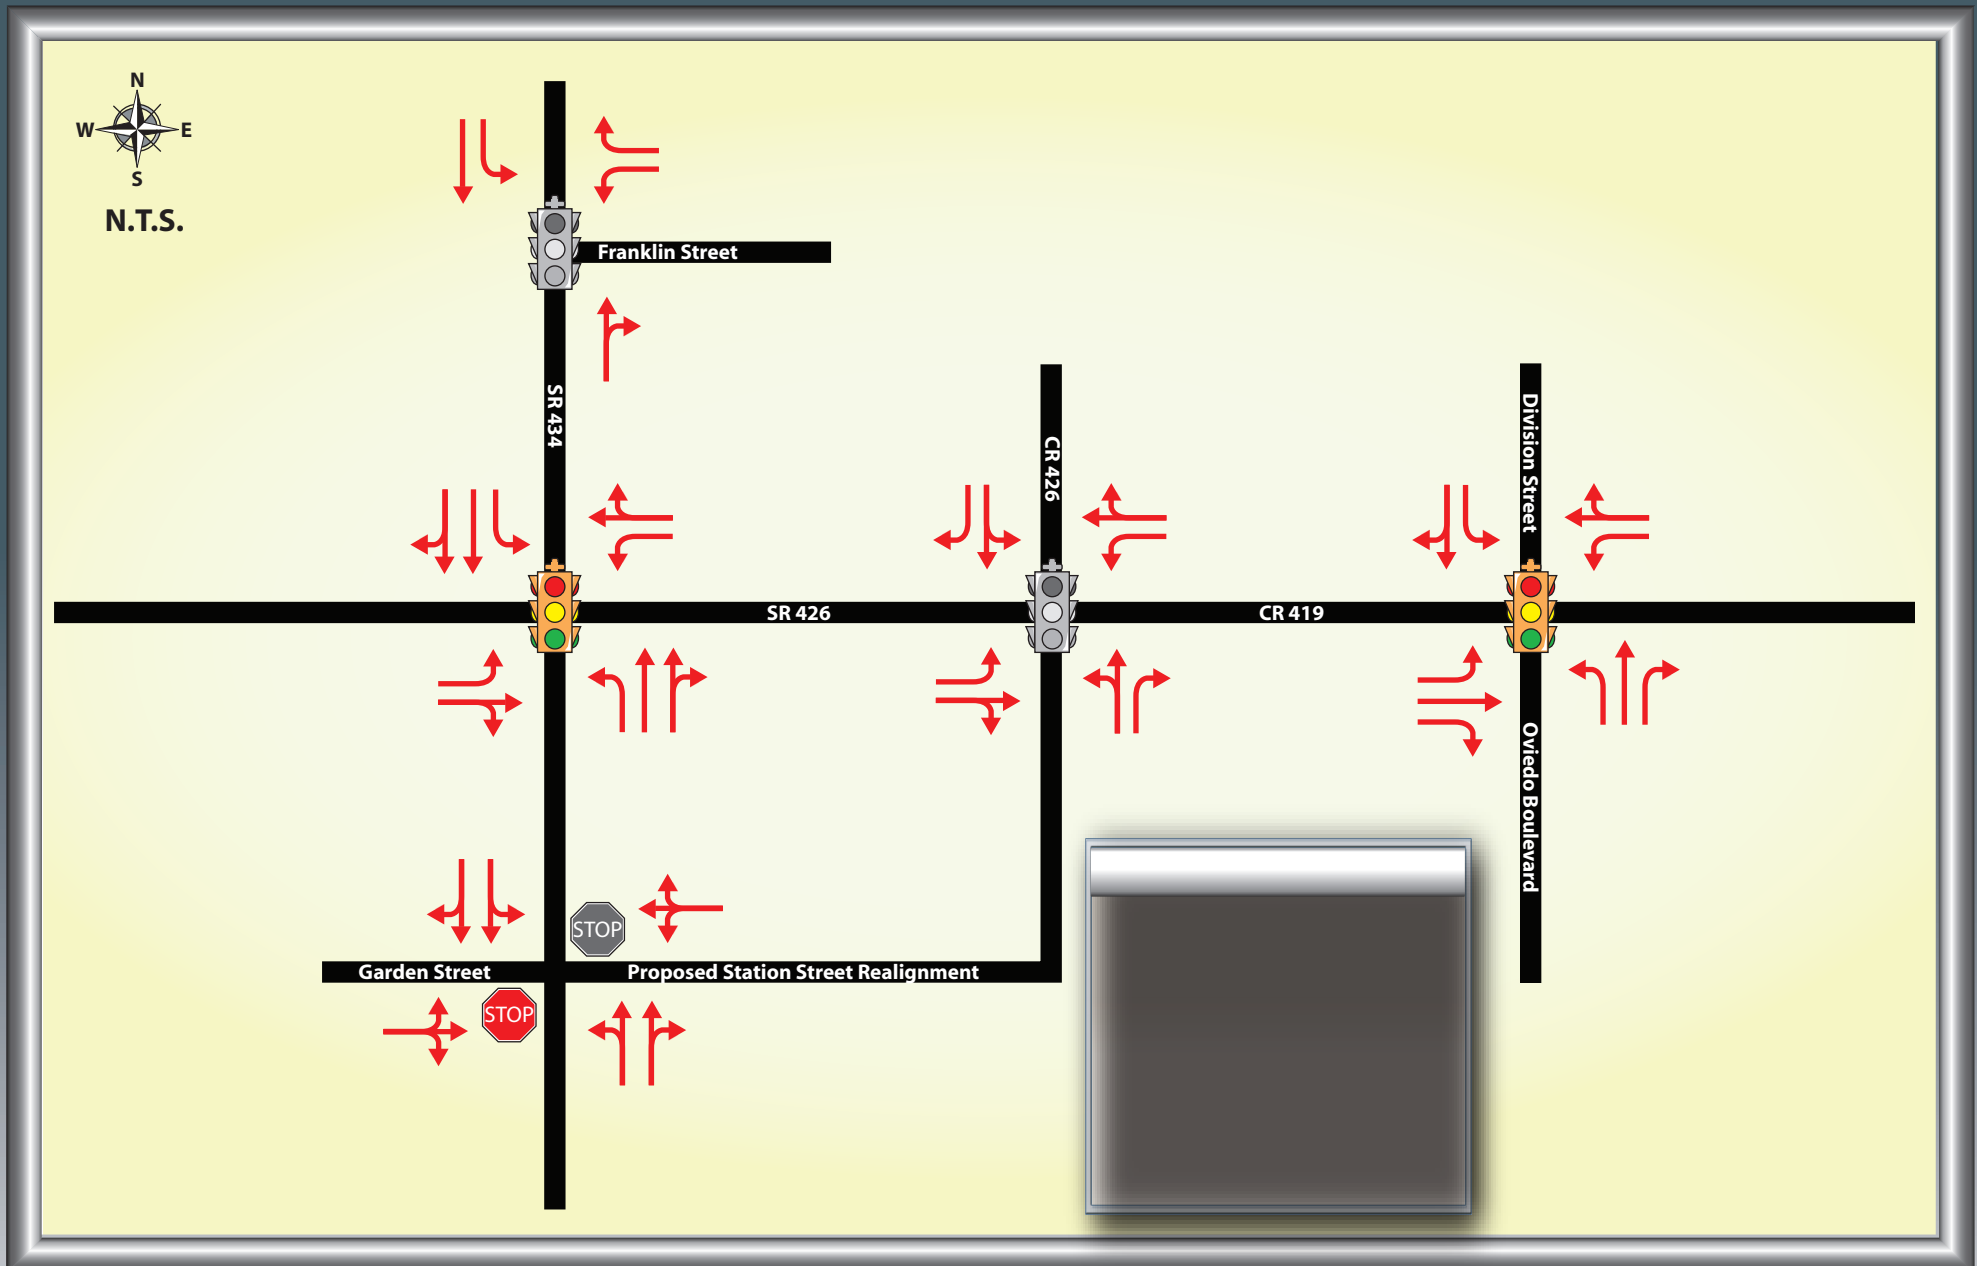 N
W E
S
N.T.S.
Franklin Street
SR 434
CR 426
Division Street
SR 426
CR 419
Oviedo Boulevard
STOP
Garden Street
Proposed Station Street Realignment
STOP